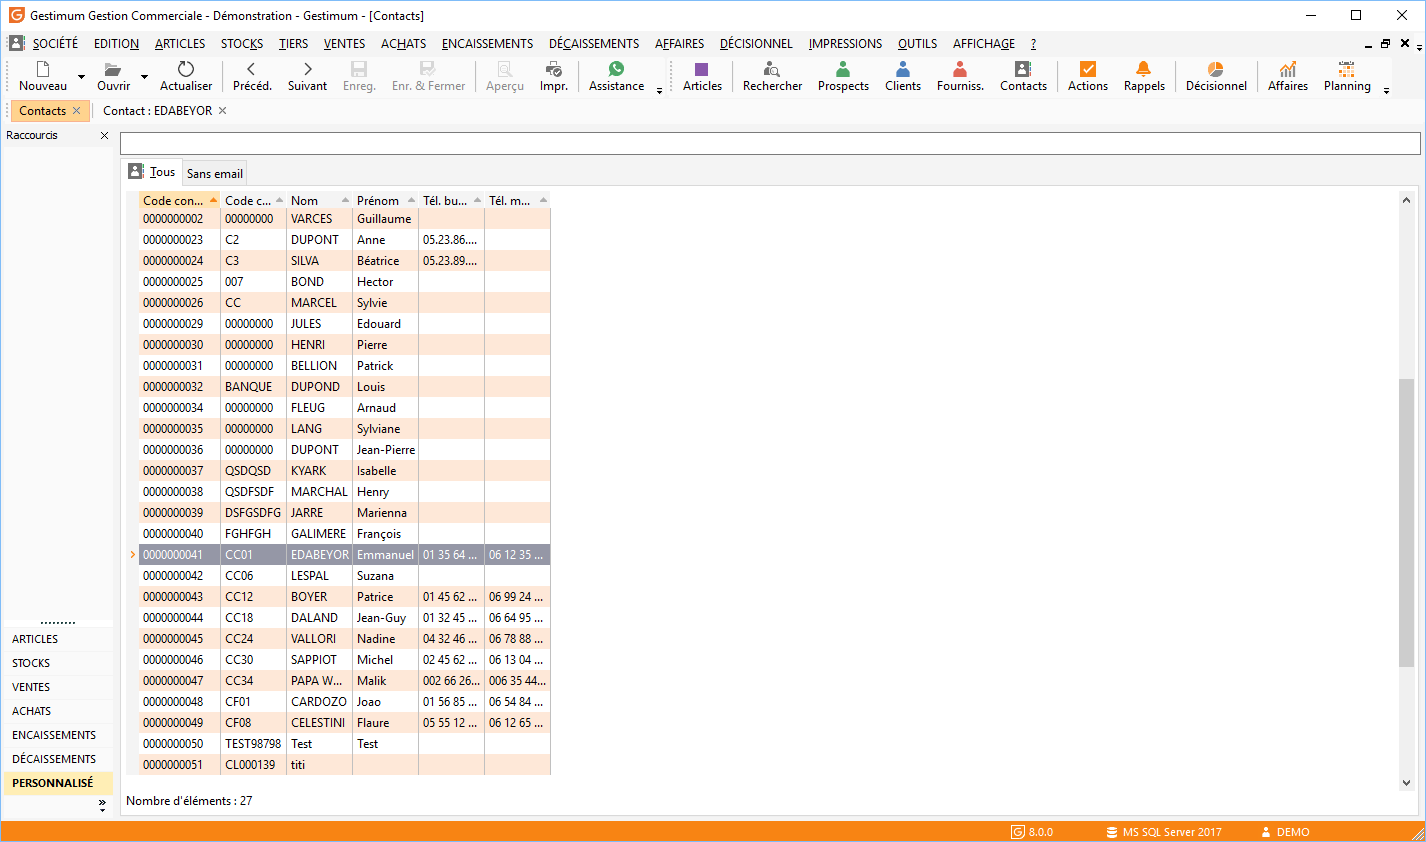 Gestimum Gestion Commerciale - Démonstration - Gestimum - [Contacts]
SOCIÉTÉ EDITION ARTICLES STOCKS TIERS VENTES ACHATS ENCAISSEMENTS DÉCAISSEMENTS AFFAIRES DÉCISIONNEL IMPRESSIONS OUTILS AFFICHAGE ?
Nouveau Ouvrir Actualiser Précéd. Suivant Enreg. Enr. & Fermer Aperçu Impr. Assistance Articles Rechercher Prospects Clients Fourniss. Contacts Actions Rappels Décisionnel Affaires Planning
Contacts Contact : EDABEYOR
Raccourcis
Tous Sans email
Code con... Code c... Nom Prénom Tél. bu... Tél. m...
0000000002 00000000 VARCES Guillaume
0000000023 C2 DUPONT Anne 05.23.86....
0000000024 C3 SILVA Béatrice 05.23.89....
0000000025 007 BOND Hector
0000000026 CC MARCEL Sylvie
0000000029 00000000 JULES Edouard
0000000030 00000000 HENRI Pierre
0000000031 00000000 BELLION Patrick
0000000032 BANQUE DUPOND Louis
0000000034 00000000 FLEUG Arnaud
0000000035 00000000 LANG Sylviane
0000000036 00000000 DUPONT Jean-Pierre
0000000037 QSDQSD KYARK Isabelle
0000000038 QSDFSDF MARCHAL Henry
0000000039 DSFGSDFG JARRE Marienna
0000000040 FGHFGH GALIMERE François
0000000041 CC01 EDABEYOR Emmanuel 01 35 64 ... 06 12 35 ...
0000000042 CC06 LESPAL Suzana
0000000043 CC12 BOYER Patrice 01 45 62 ... 06 99 24 ...
0000000044 CC18 DALAND Jean-Guy 01 32 45 ... 06 64 95 ...
0000000045 CC24 VALLORI Nadine 04 32 46 ... 06 78 88 ...
0000000046 CC30 SAPPIOT Michel 02 45 62 ... 06 13 04 ...
0000000047 CC34 PAPA W... Malik 002 66 26... 006 35 44...
0000000048 CF01 CARDOZO Joao 01 56 85 ... 06 54 84 ...
0000000049 CF08 CELESTINI Flaure 05 55 12 ... 06 12 65 ...
0000000050 TEST98798 Test Test
0000000051 CL000139 titi
ARTICLES
STOCKS
VENTES
ACHATS
ENCAISSEMENTS
DÉCAISSEMENTS
PERSONNALISÉ
Nombre d'éléments : 27
8.0.0 MS SQL Server 2017 DEMO